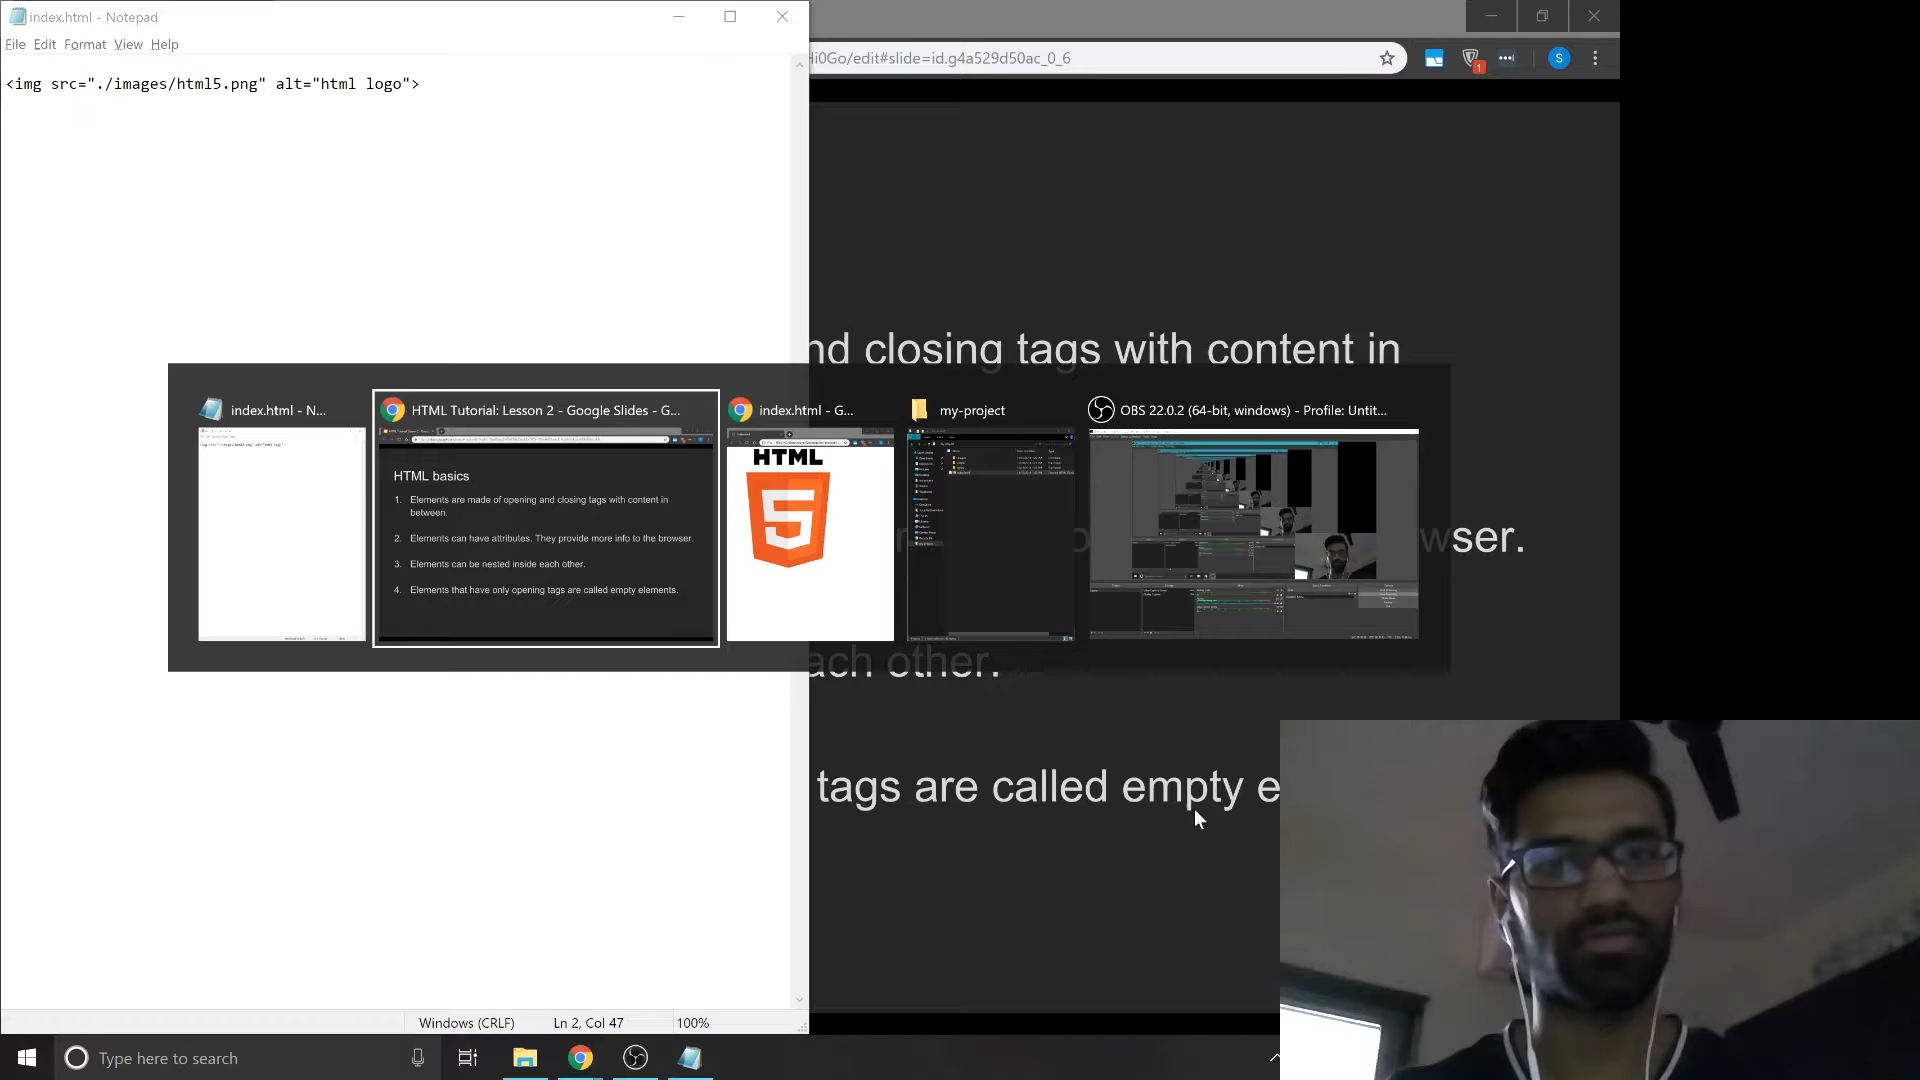 index.html - Notepad
File Edit Format View Help
<img src="./images/html5.png" alt="html logo">
Hi0Go/edit#slide=id.g4a529d50ac_0_6
1
S
nd closing tags with content in
wser.
ach other.
tags are called empty e
index.html - N...
HTML Tutorial: Lesson 2 - Google Slides - G...
index.html - G...
my-project
OBS 22.0.2 (64-bit, windows) - Profile: Untit...
HTML basics
1. Elements are made of opening and closing tags with content in
between.
2. Elements can have attributes. They provide more info to the browser.
3. Elements can be nested inside each other.
4. Elements that have only opening tags are called empty elements.
HTML
5
Windows (CRLF) Ln 2, Col 47 100%
Type here to search